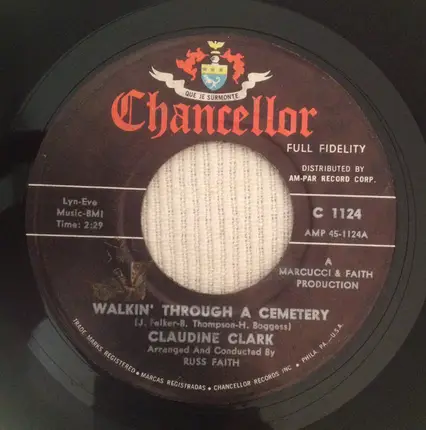 QUE JE SURMONTE
Chancellor
FULL FIDELITY
DISTRIBUTED BY
AM-PAR RECORD CORP.
Lyn-Eve
Music-BMI
Time: 2:29
C 1124
AMP 45-1124A
A
MARCUCCI & FAITH
PRODUCTION
WALKIN' THROUGH A CEMETERY
(J. Felker-B. Thompson-H. Boggess)
CLAUDINE CLARK
Arranged And Conducted By
RUSS FAITH
TRADE MARKS REGISTERED • MARCAS REGISTRADAS • CHANCELLOR RECORDS INC • PHILA, PA.-U.S.A.